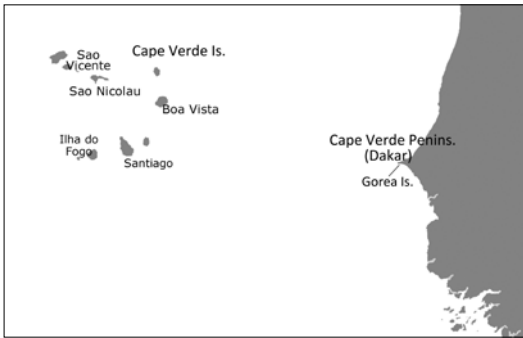 Sao
Vicente
Cape Verde Is.
Sao Nicolau
Boa Vista
Ilha do
Fogo
Santiago
Cape Verde Penins.
(Dakar)
Gorea Is.